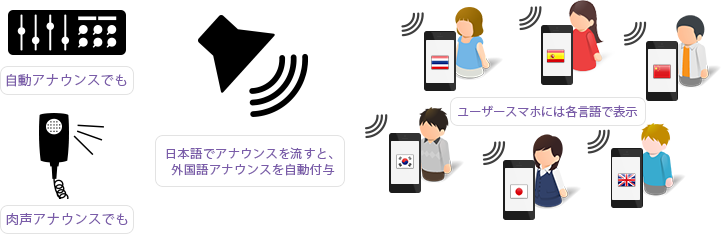 自動アナウンスでも
肉声アナウンスでも
日本語でアナウンスを流すと、
外国語アナウンスを自動付与
ユーザースマホには各言語で表示